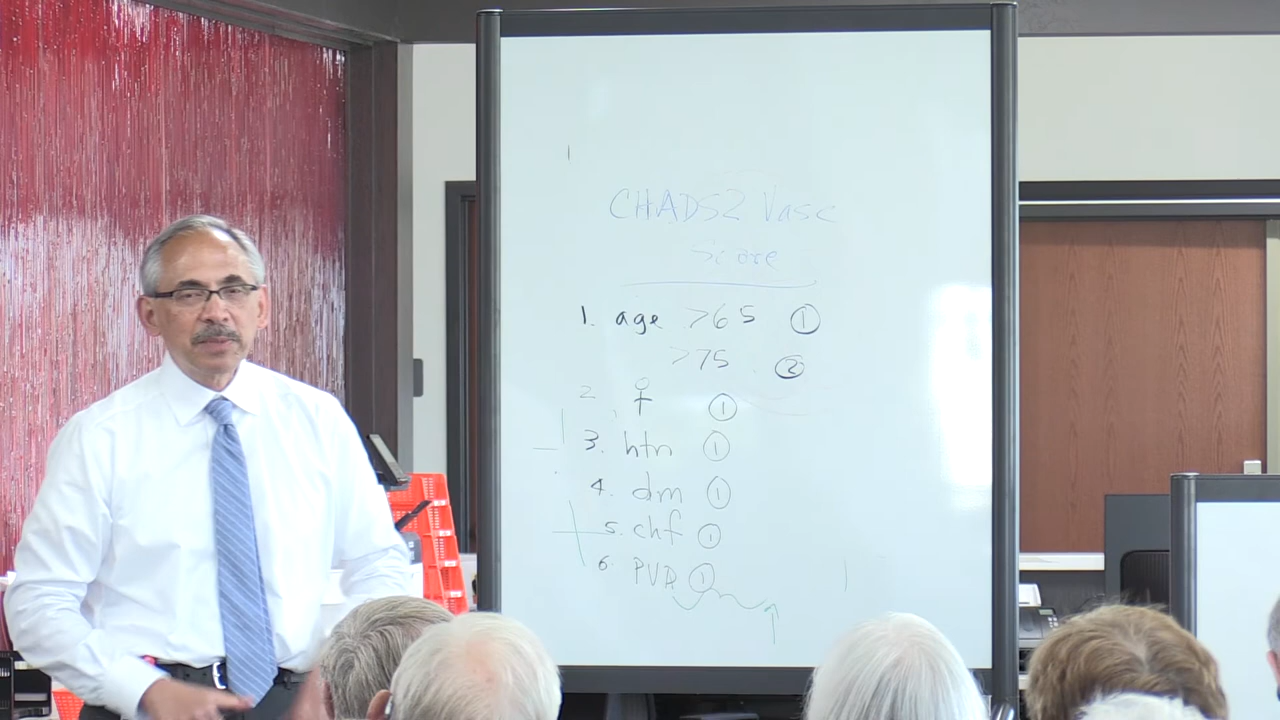 CHADS2 Vasc
Score
1. age >65 ①
>75 ②
2 ♀ ①
3. htn ①
4. dm ①
5. chf ①
6. PVD ①